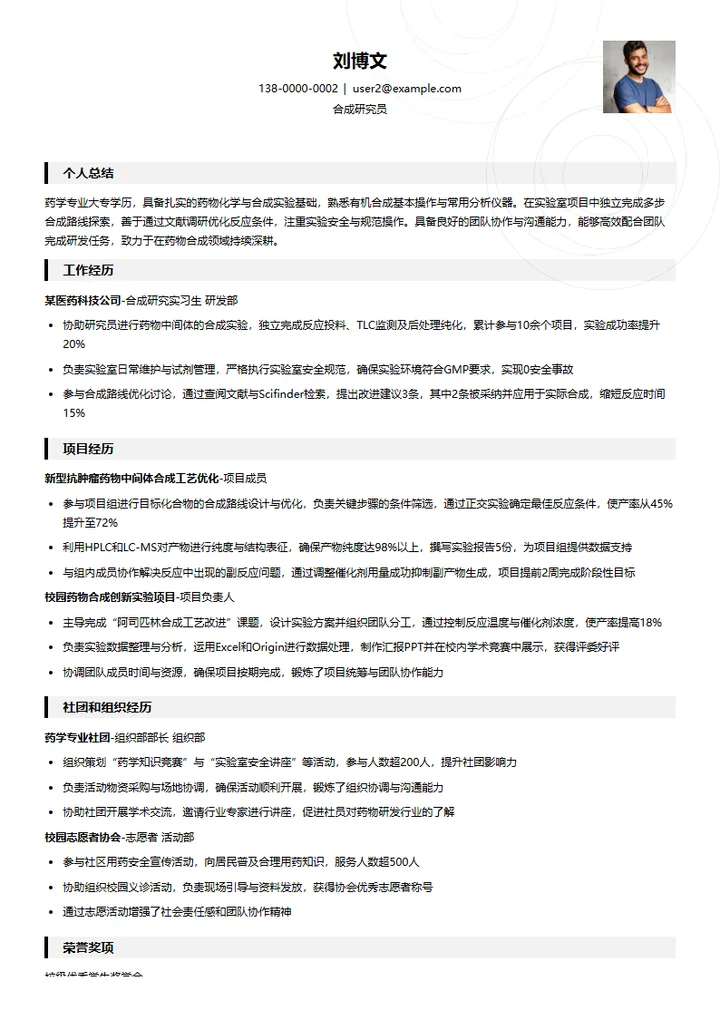 刘博文
138-0000-0002 | user2@example.com
合成研究员
个人总结
药学专业大专学历，具备扎实的药物化学与合成实验基础，熟悉有机合成基本操作与常用分析仪器。在实验室项目中独立完成多步
合成路线探索，善于通过文献调研优化反应条件，注重实验安全与规范操作。具备良好的团队协作与沟通能力，能够高效配合团队
完成研发任务，致力于在药物合成领域持续深耕。
工作经历
某医药科技公司-合成研究实习生 研发部
• 协助研究员进行药物中间体的合成实验，独立完成反应投料、TLC监测及后处理纯化，累计参与10余个项目，实验成功率提升
20%
• 负责实验室日常维护与试剂管理，严格执行实验室安全规范，确保实验环境符合GMP要求，实现0安全事故
• 参与合成路线优化讨论，通过查阅文献与Scifinder检索，提出改进建议3条，其中2条被采纳并应用于实际合成，缩短反应时间
15%
项目经历
新型抗肿瘤药物中间体合成工艺优化-项目成员
• 参与项目组进行目标化合物的合成路线设计与优化，负责关键步骤的条件筛选，通过正交实验确定最佳反应条件，使产率从45%
提升至72%
• 利用HPLC和LC-MS对产物进行纯度与结构表征，确保产物纯度达98%以上，撰写实验报告5份，为项目组提供数据支持
• 与组内成员协作解决反应中出现的副反应问题，通过调整催化剂用量成功抑制副产物生成，项目提前2周完成阶段性目标
校园药物合成创新实验项目-项目负责人
• 主导完成“阿司匹林合成工艺改进”课题，设计实验方案并组织团队分工，通过控制反应温度与催化剂浓度，使产率提高18%
• 负责实验数据整理与分析，运用Excel和Origin进行数据处理，制作汇报PPT并在校内学术竞赛中展示，获得评委好评
• 协调团队成员时间与资源，确保项目按期完成，锻炼了项目统筹与团队协作能力
社团和组织经历
药学专业社团-组织部部长 组织部
• 组织策划“药学知识竞赛”与“实验室安全讲座”等活动，参与人数超200人，提升社团影响力
• 负责活动物资采购与场地协调，确保活动顺利开展，锻炼了组织协调与沟通能力
• 协助社团开展学术交流，邀请行业专家进行讲座，促进社员对药物研发行业的了解
校园志愿者协会-志愿者 活动部
• 参与社区用药安全宣传活动，向居民普及合理用药知识，服务人数超500人
• 协助组织校园义诊活动，负责现场引导与资料发放，获得协会优秀志愿者称号
• 通过志愿活动增强了社会责任感和团队协作精神
荣誉奖项